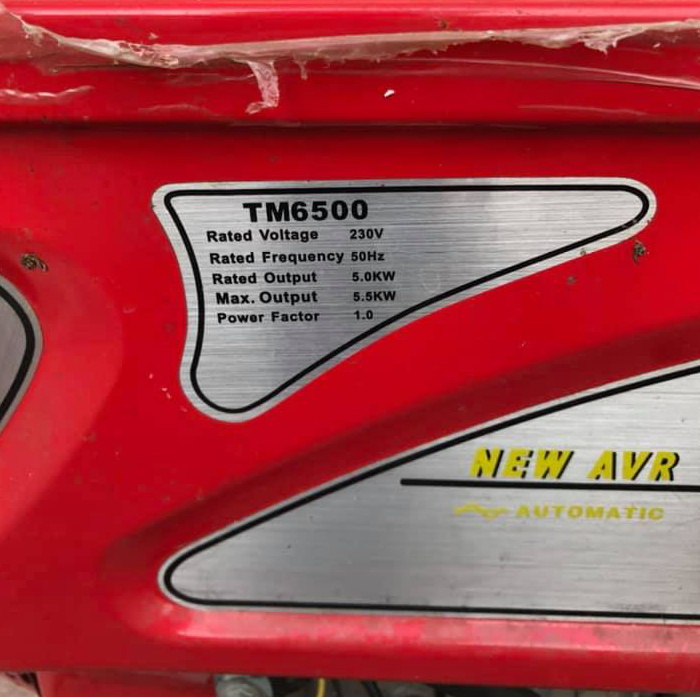 TM6500
Rated Voltage 230V
Rated Frequency 50Hz
Rated Output 5.0KW
Max. Output 5.5KW
Power Factor 1.0
NEW AVR
AUTOMATIC